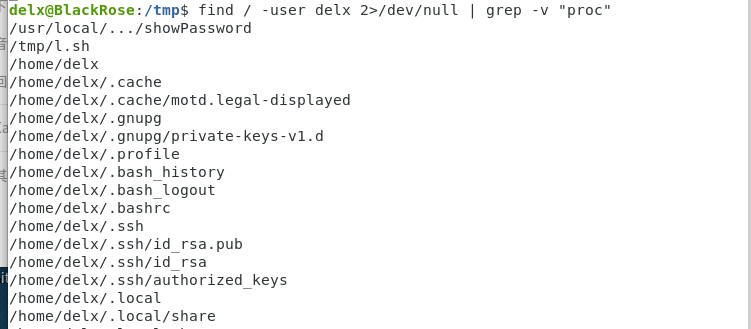 delx@BlackRose:/tmp$ find / -user delx 2>/dev/null | grep -v "proc"
/usr/local/.../showPassword
/tmp/l.sh
/home/delx
/home/delx/.cache
/home/delx/.cache/motd.legal-displayed
/home/delx/.gnupg
/home/delx/.gnupg/private-keys-v1.d
/home/delx/.profile
/home/delx/.bash_history
/home/delx/.bash_logout
/home/delx/.bashrc
/home/delx/.ssh
/home/delx/.ssh/id_rsa.pub
/home/delx/.ssh/id_rsa
/home/delx/.ssh/authorized_keys
/home/delx/.local
/home/delx/.local/share